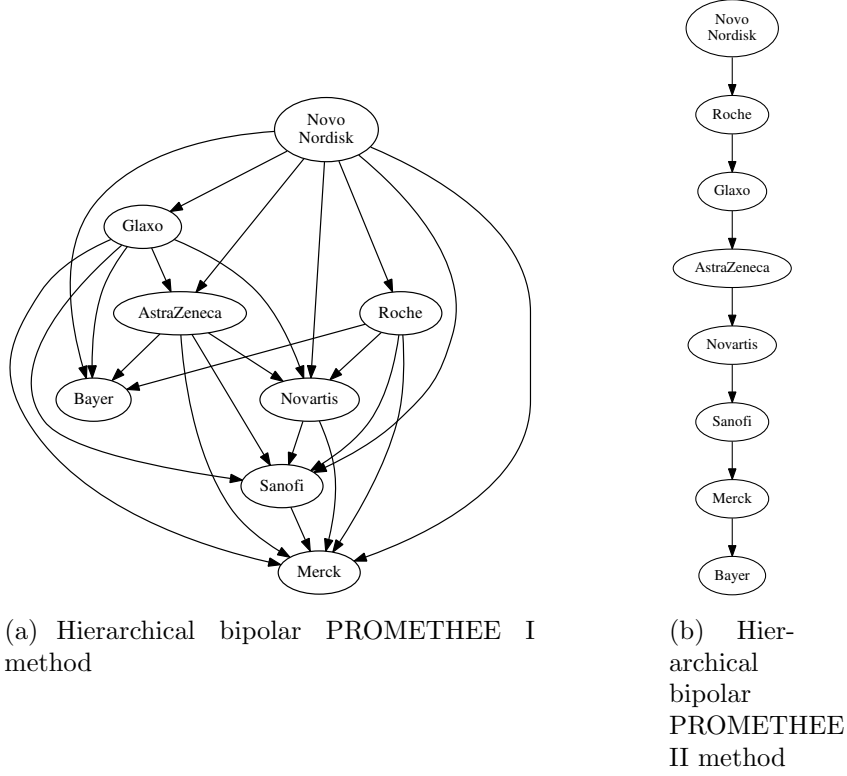 Novo
Nordisk
Glaxo
AstraZeneca
Roche
Bayer
Novartis
Sanofi
Merck
(a) Hierarchical bipolar PROMETHEE I
method
Novo
Nordisk
Roche
Glaxo
AstraZeneca
Novartis
Sanofi
Merck
Bayer
(b) Hier-
archical
bipolar
PROMETHEE
II method